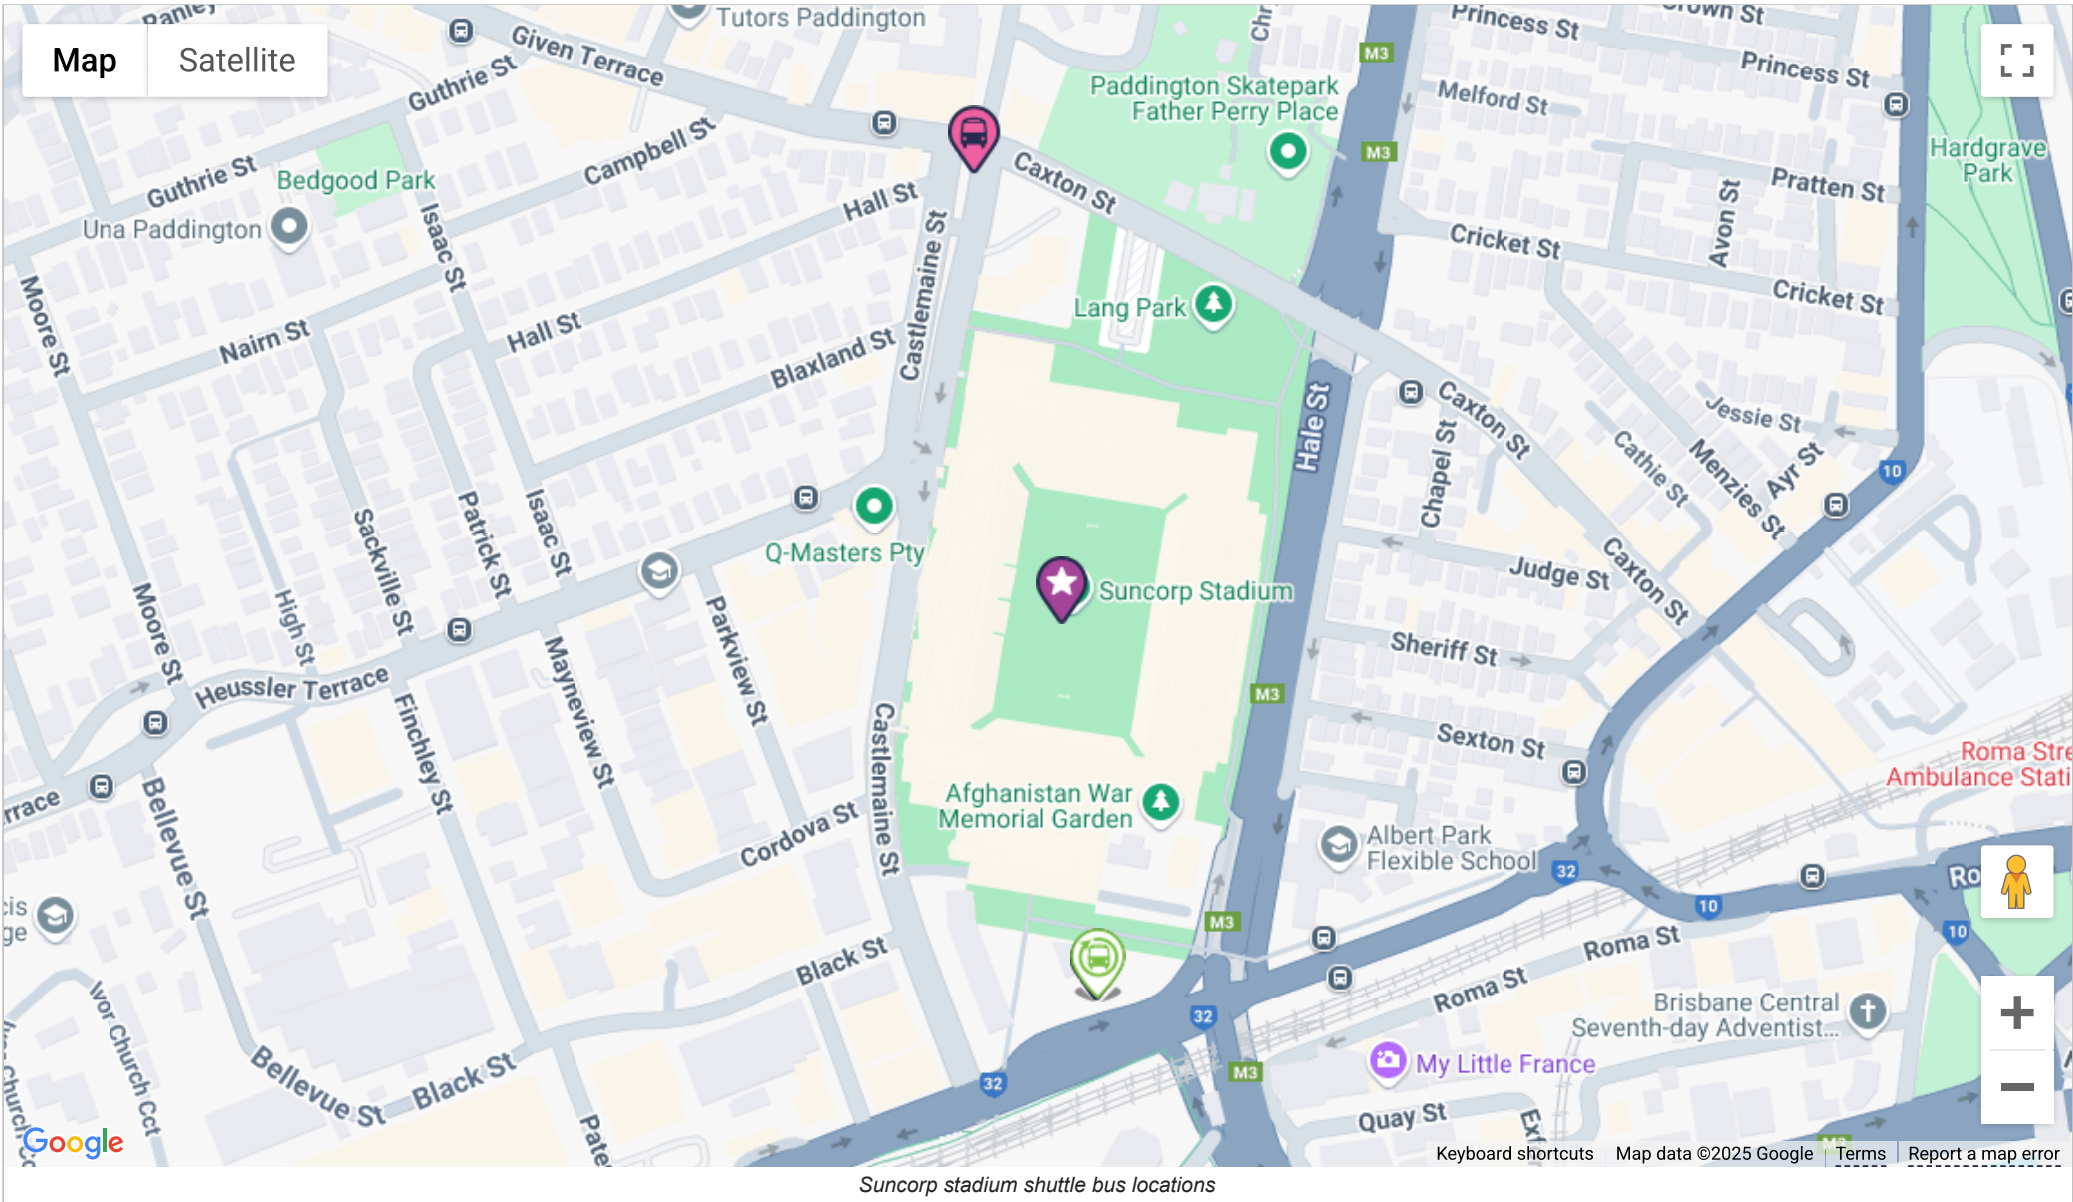 Map
Satellite
Tutors Paddington
Given Terrace
Guthrie St
Guthrie St
Campbell St
Bedgood Park
Una Paddington
Isaac St
Hall St
Hall St
Nairn St
Moore St
Blaxland St
Castlemaine St
Caxton St
Paddington Skatepark
Father Perry Place
M3
M3
Princess St
Crown St
Princess St
Melford St
Hardgrave
Park
Pratten St
Avon St
Cricket St
Cricket St
Lang Park
Hale St
Caxton St
Chapel St
Jessie St
Cathie St
Menzies St
Ayr St
10
Q-Masters Pty
Patrick St
Isaac St
Sackville St
High St
Moore St
Heussler Terrace
Parkview St
Mayneview St
Finchley St
Suncorp Stadium
Judge St
Caxton St
Sheriff St
M3
Sexton St
Castlemaine St
Cordova St
Bellevue St
Afghanistan War
Memorial Garden
Albert Park
Flexible School
32
10
10
M3
Roma St
Roma St
Black St
Ivor Church Cct
Bellevue St
Black St
32
32
M3
My Little France
Brisbane Central
Seventh-day Adventist...
Quay St
M3
Google
Keyboard shortcuts
Map data ©2025 Google
Terms
Report a map error
Suncorp stadium shuttle bus locations